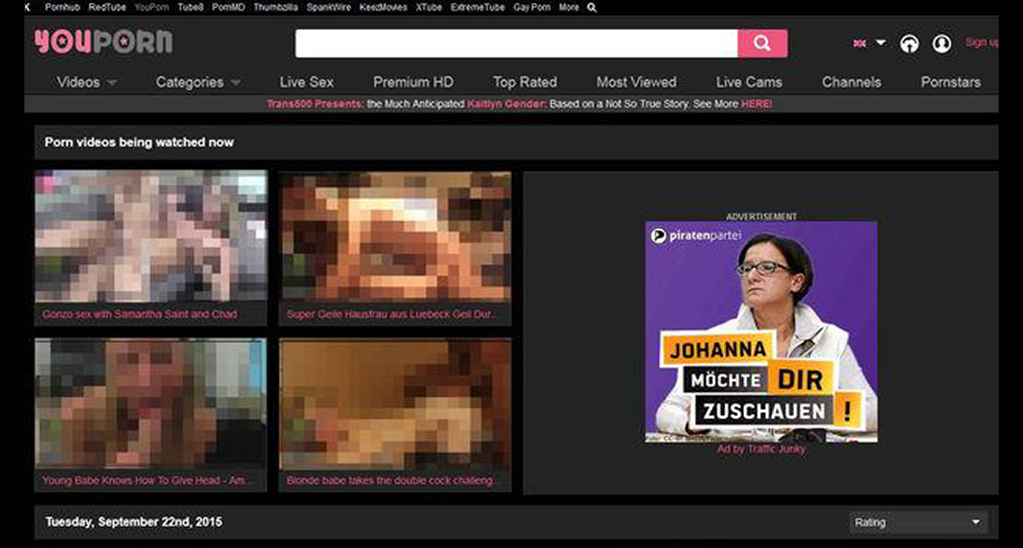 Pornhub RedTube YouPorn Tube8 PornMD Thumbzilla SpankWire KeezMovies XTube ExtremeTube Gay Porn More
YOUPORN
Sign up
Videos Categories Live Sex Premium HD Top Rated Most Viewed Live Cams Channels Pornstars
Trans500 Presents: the Much Anticipated Kaitlyn Gender: Based on a Not So True Story. See More HERE!
Porn videos being watched now
Gonzo sex with Samantha Saint and Chad
Super Geile Hausfrau aus Luebeck Geil Dur...
Young Babe Knows How To Give Head - Am...
Blonde babe takes the double cock challeng...
ADVERTISEMENT
piratenpartei
JOHANNA
MÖCHTE DIR
ZUSCHAUEN !
Ad by Traffic Junky
Tuesday, September 22nd, 2015
Rating